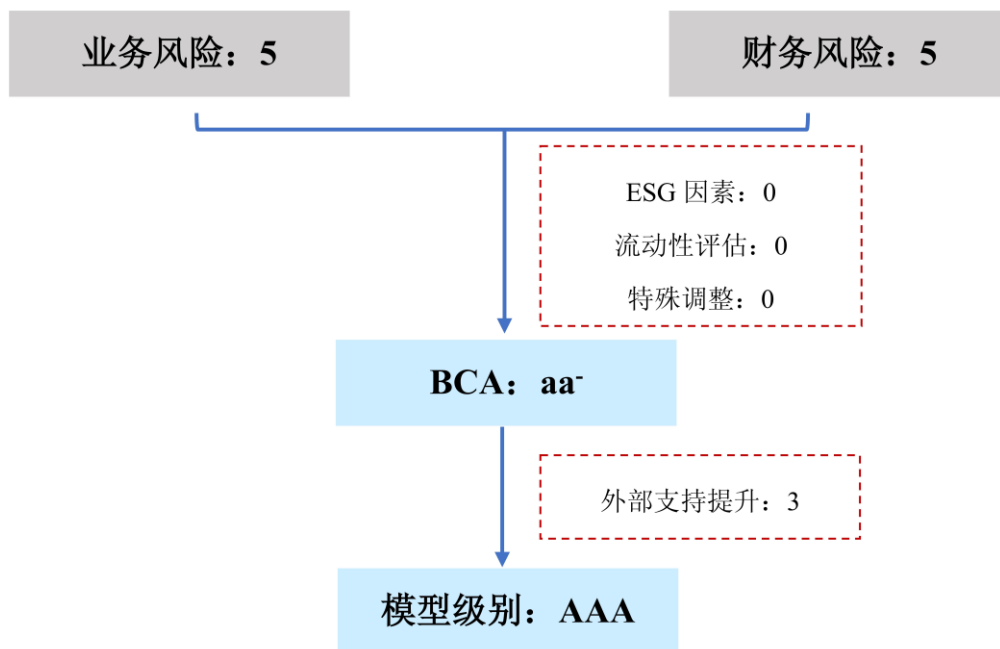 业务风险：5
财务风险：5
ESG 因素：0
流动性评估：0
特殊调整：0
BCA：aa⁻
外部支持提升：3
模型级别：AAA